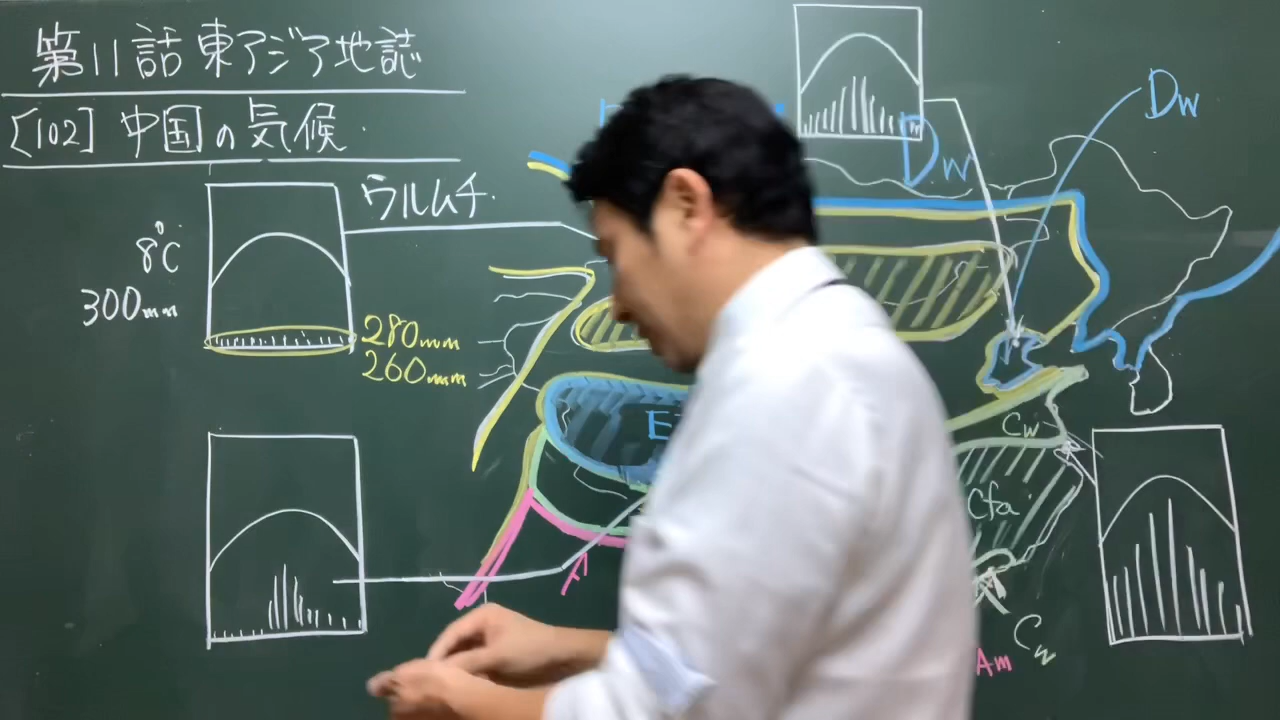 第11話 東アジア地誌
[102] 中国の気候
ウルムチ
8℃
300mm
280mm
260mm
Dw
Dw
E
Cw
Cfa
Cw
Am